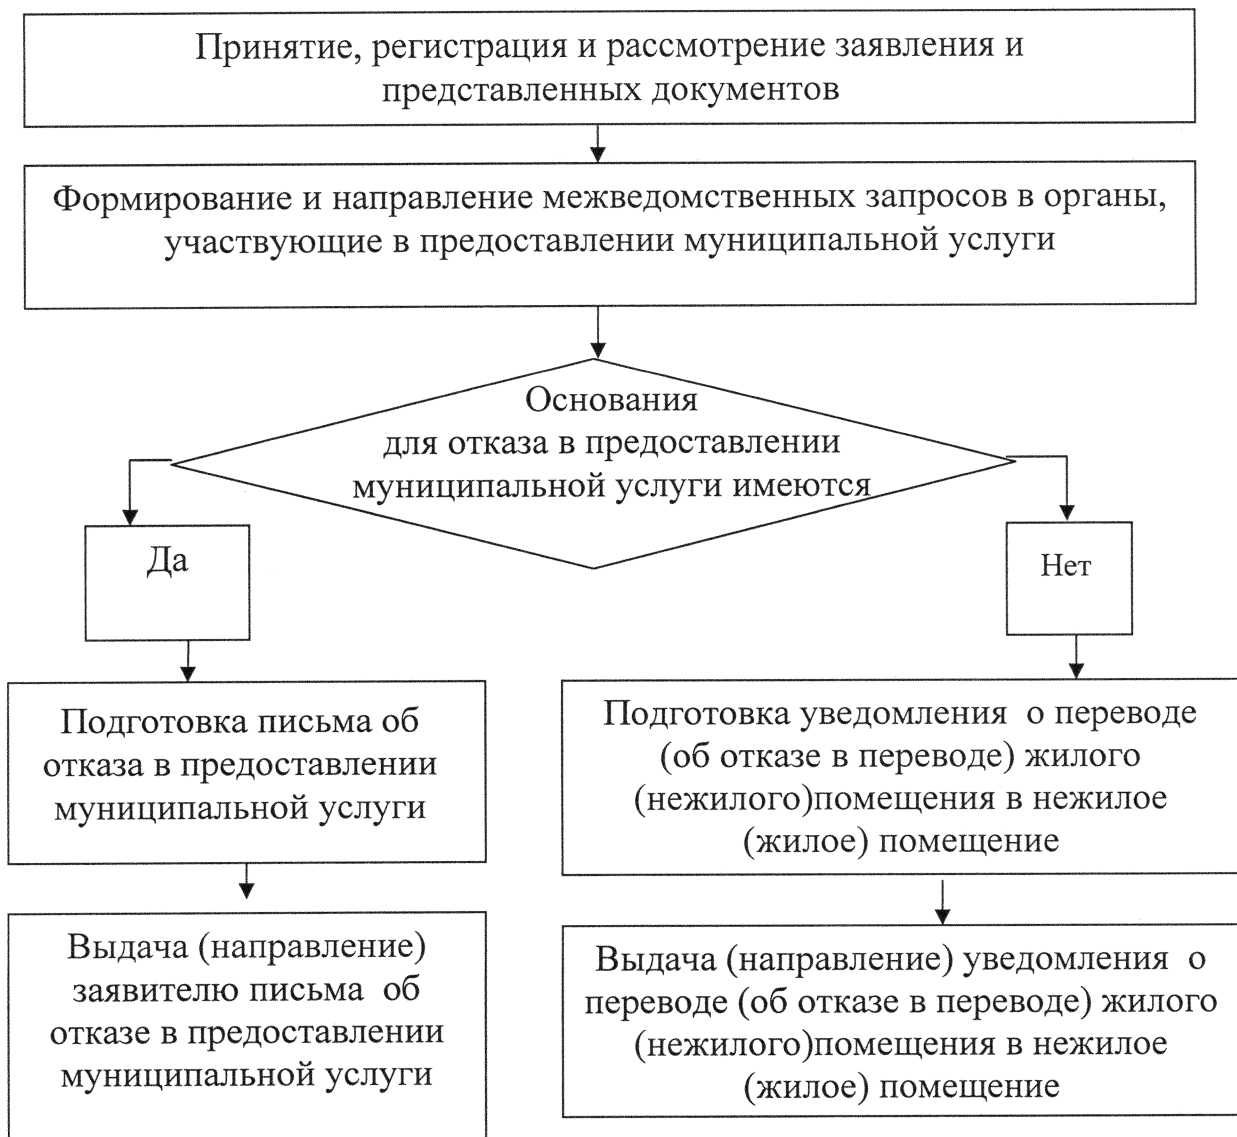 Принятие, регистрация и рассмотрение заявления и
представленных документов
Формирование и направление межведомственных запросов в органы,
участвующие в предоставлении муниципальной услуги
Основания
для отказа в предоставлении
муниципальной услуги имеются
Да
Нет
Подготовка письма об
отказа в предоставлении
муниципальной услуги
Подготовка уведомления о переводе
(об отказе в переводе) жилого
(нежилого)помещения в нежилое
(жилое) помещение
Выдача (направление)
заявителю письма об
отказе в предоставлении
муниципальной услуги
Выдача (направление) уведомления о
переводе (об отказе в переводе) жилого
(нежилого)помещения в нежилое
(жилое) помещение